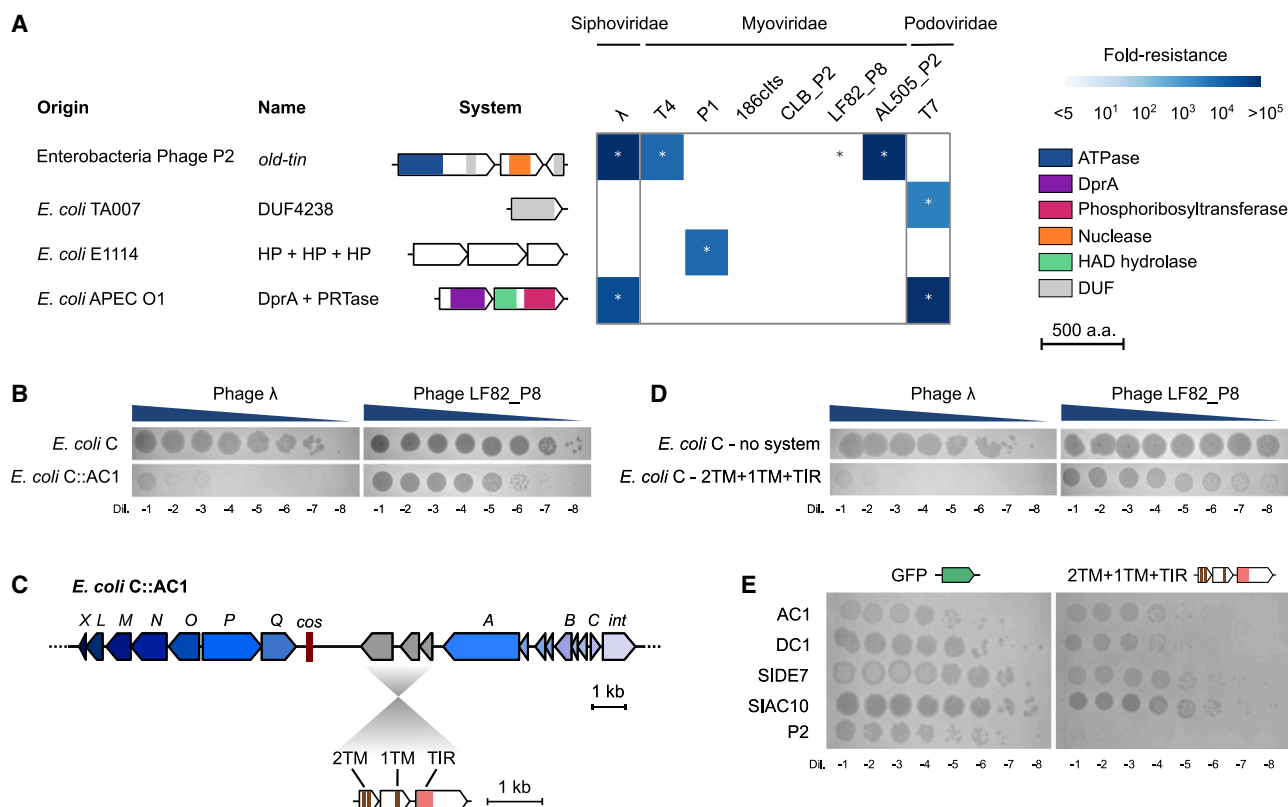 A
Siphoviridae Myoviridae Podoviridae
λ T4 P1 186cIts CLB_P2 LF82_P8 AL505_P2 T7
Origin Name System
Enterobacteria Phage P2 old-tin * * * *
E. coli TA007 DUF4238 *
E. coli E1114 HP + HP + HP *
E. coli APEC O1 DprA + PRTase * *
Fold-resistance
<5 10¹ 10² 10³ 10⁴ >10⁵
ATPase
DprA
Phosphoribosyltransferase
Nuclease
HAD hydrolase
DUF
500 a.a.
B
Phage λ Phage LF82_P8
E. coli C
E. coli C::AC1
Dil. -1 -2 -3 -4 -5 -6 -7 -8 -1 -2 -3 -4 -5 -6 -7 -8
D
Phage λ Phage LF82_P8
E. coli C - no system
E. coli C - 2TM+1TM+TIR
Dil. -1 -2 -3 -4 -5 -6 -7 -8 -1 -2 -3 -4 -5 -6 -7 -8
C
E. coli C::AC1
X L M N O P Q cos A B C int
1 kb
2TM 1TM TIR
1 kb
E
GFP 2TM+1TM+TIR
AC1
DC1
SIDE7
SIAC10
P2
Dil. -1 -2 -3 -4 -5 -6 -7 -8 -1 -2 -3 -4 -5 -6 -7 -8